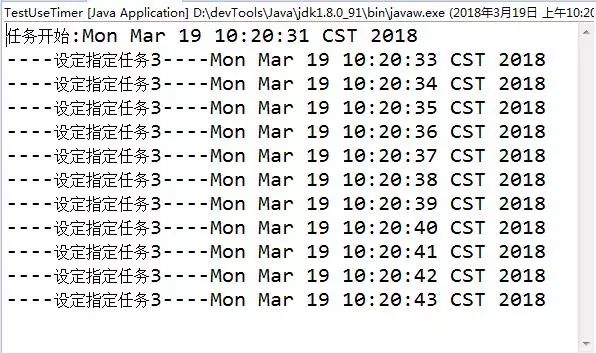 TestUseTimer [Java Application] D:\devTools\Java\jdk1.8.0_91\bin\javaw.exe (2018年3月19日 上午10:20
任务开始:Mon Mar 19 10:20:31 CST 2018
----设定指定任务3----Mon Mar 19 10:20:33 CST 2018
----设定指定任务3----Mon Mar 19 10:20:34 CST 2018
----设定指定任务3----Mon Mar 19 10:20:35 CST 2018
----设定指定任务3----Mon Mar 19 10:20:36 CST 2018
----设定指定任务3----Mon Mar 19 10:20:37 CST 2018
----设定指定任务3----Mon Mar 19 10:20:38 CST 2018
----设定指定任务3----Mon Mar 19 10:20:39 CST 2018
----设定指定任务3----Mon Mar 19 10:20:40 CST 2018
----设定指定任务3----Mon Mar 19 10:20:41 CST 2018
----设定指定任务3----Mon Mar 19 10:20:42 CST 2018
----设定指定任务3----Mon Mar 19 10:20:43 CST 2018